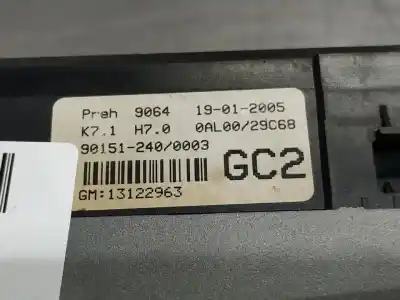 Preh 9064 19-01-2005
K7.1 H7.0 0AL00/29C68
90151-240/0003
GC2
GM:13122963